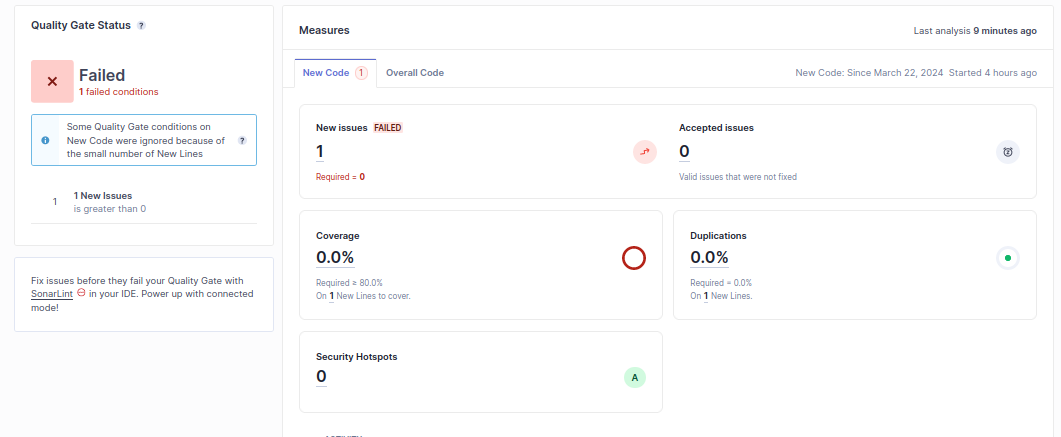 Quality Gate Status ?
Failed
1 failed conditions
Some Quality Gate conditions on
New Code were ignored because of
the small number of New Lines
?
1
1 New Issues
is greater than 0
Fix issues before they fail your Quality Gate with
SonarLint in your IDE. Power up with connected
mode!
Measures
Last analysis 9 minutes ago
New Code 1
Overall Code
New Code: Since March 22, 2024 Started 4 hours ago
New issues FAILED
1
Required = 0
Accepted issues
0
Valid issues that were not fixed
Coverage
0.0%
Required ≥ 80.0%
On 1 New Lines to cover.
Duplications
0.0%
Required = 0.0%
On 1 New Lines.
Security Hotspots
0
A